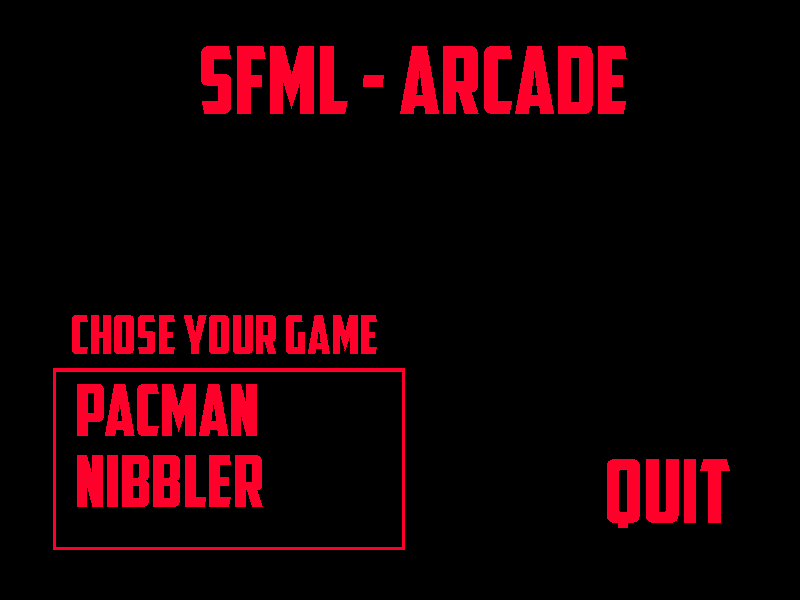 SFML - ARCADE
CHOSE YOUR GAME
PACMAN
NIBBLER
QUIT